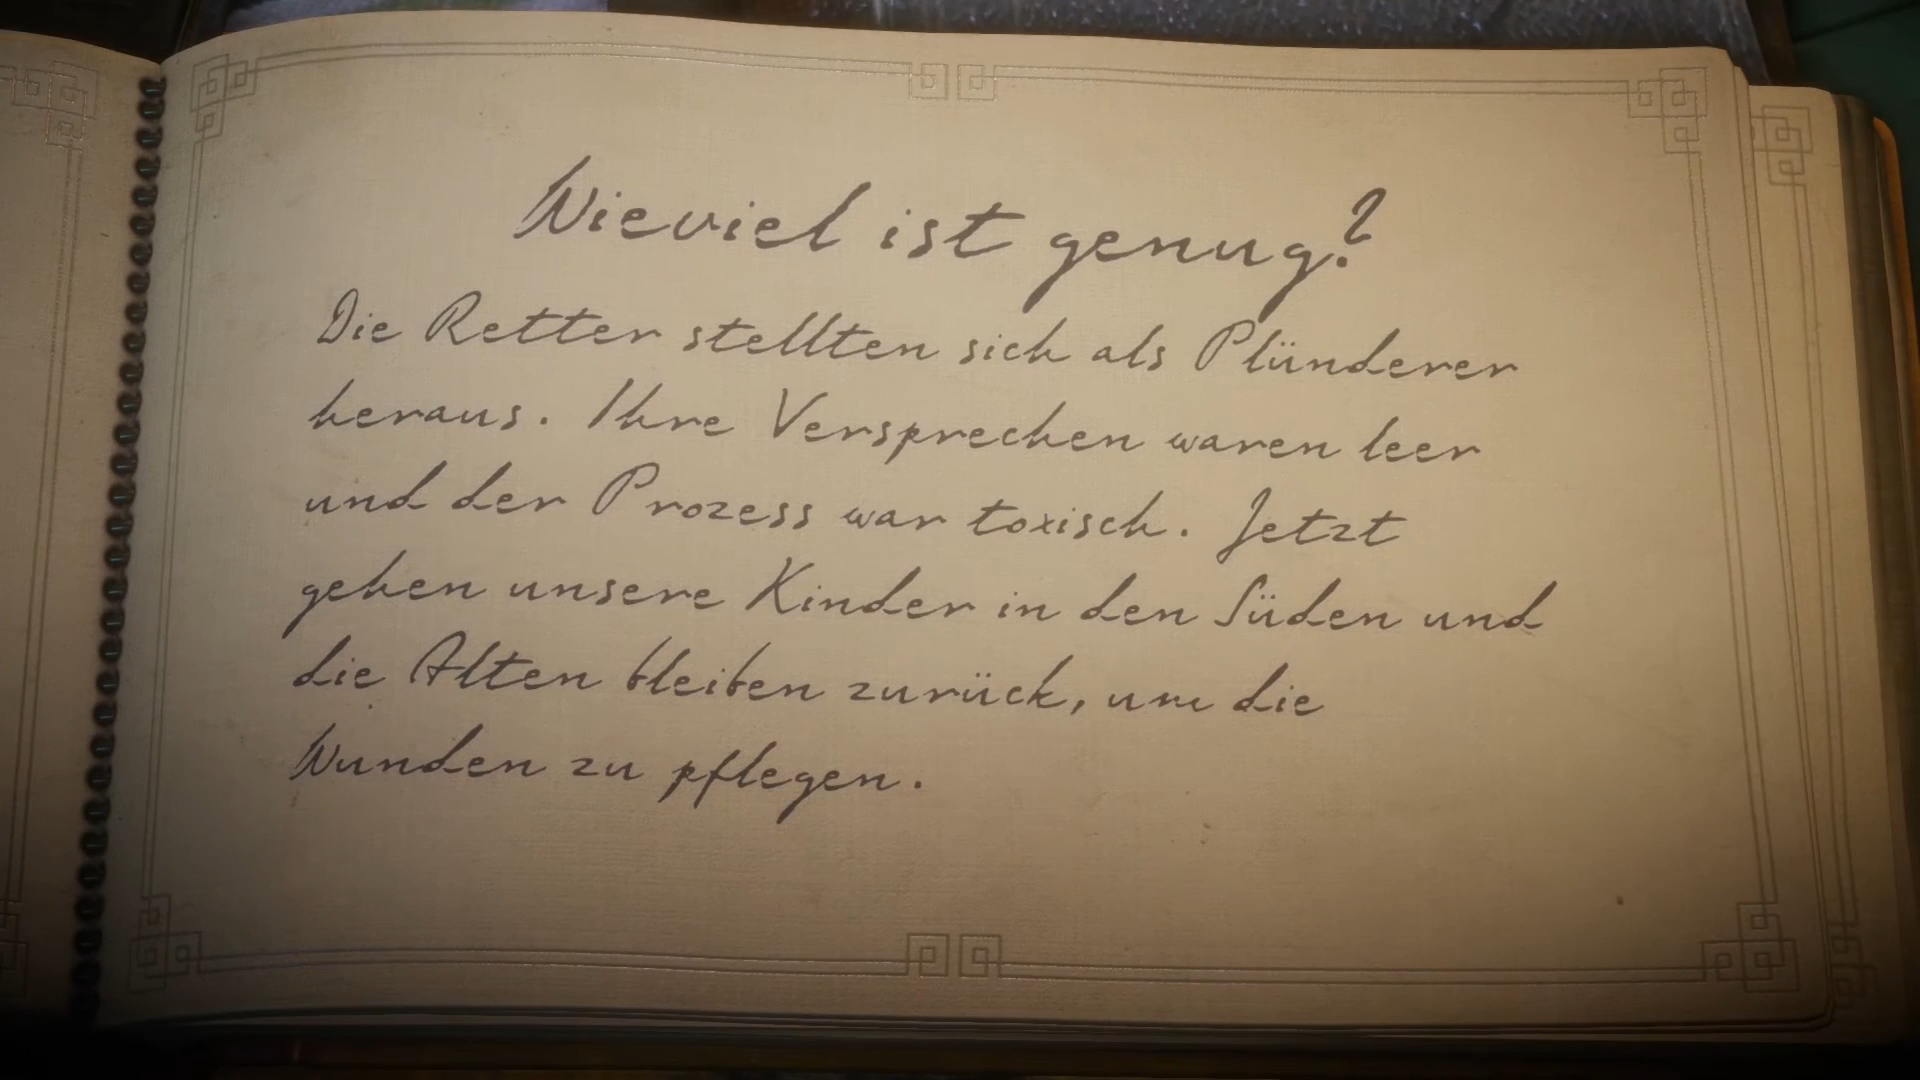 Wieviel ist genug?
Die Retter stellten sich als Plünderer
heraus. Ihre Versprechen waren leer
und der Prozess war toxisch. Jetzt
gehen unsere Kinder in den Süden und
die Alten bleiben zurück, um die
Wunden zu pflegen.